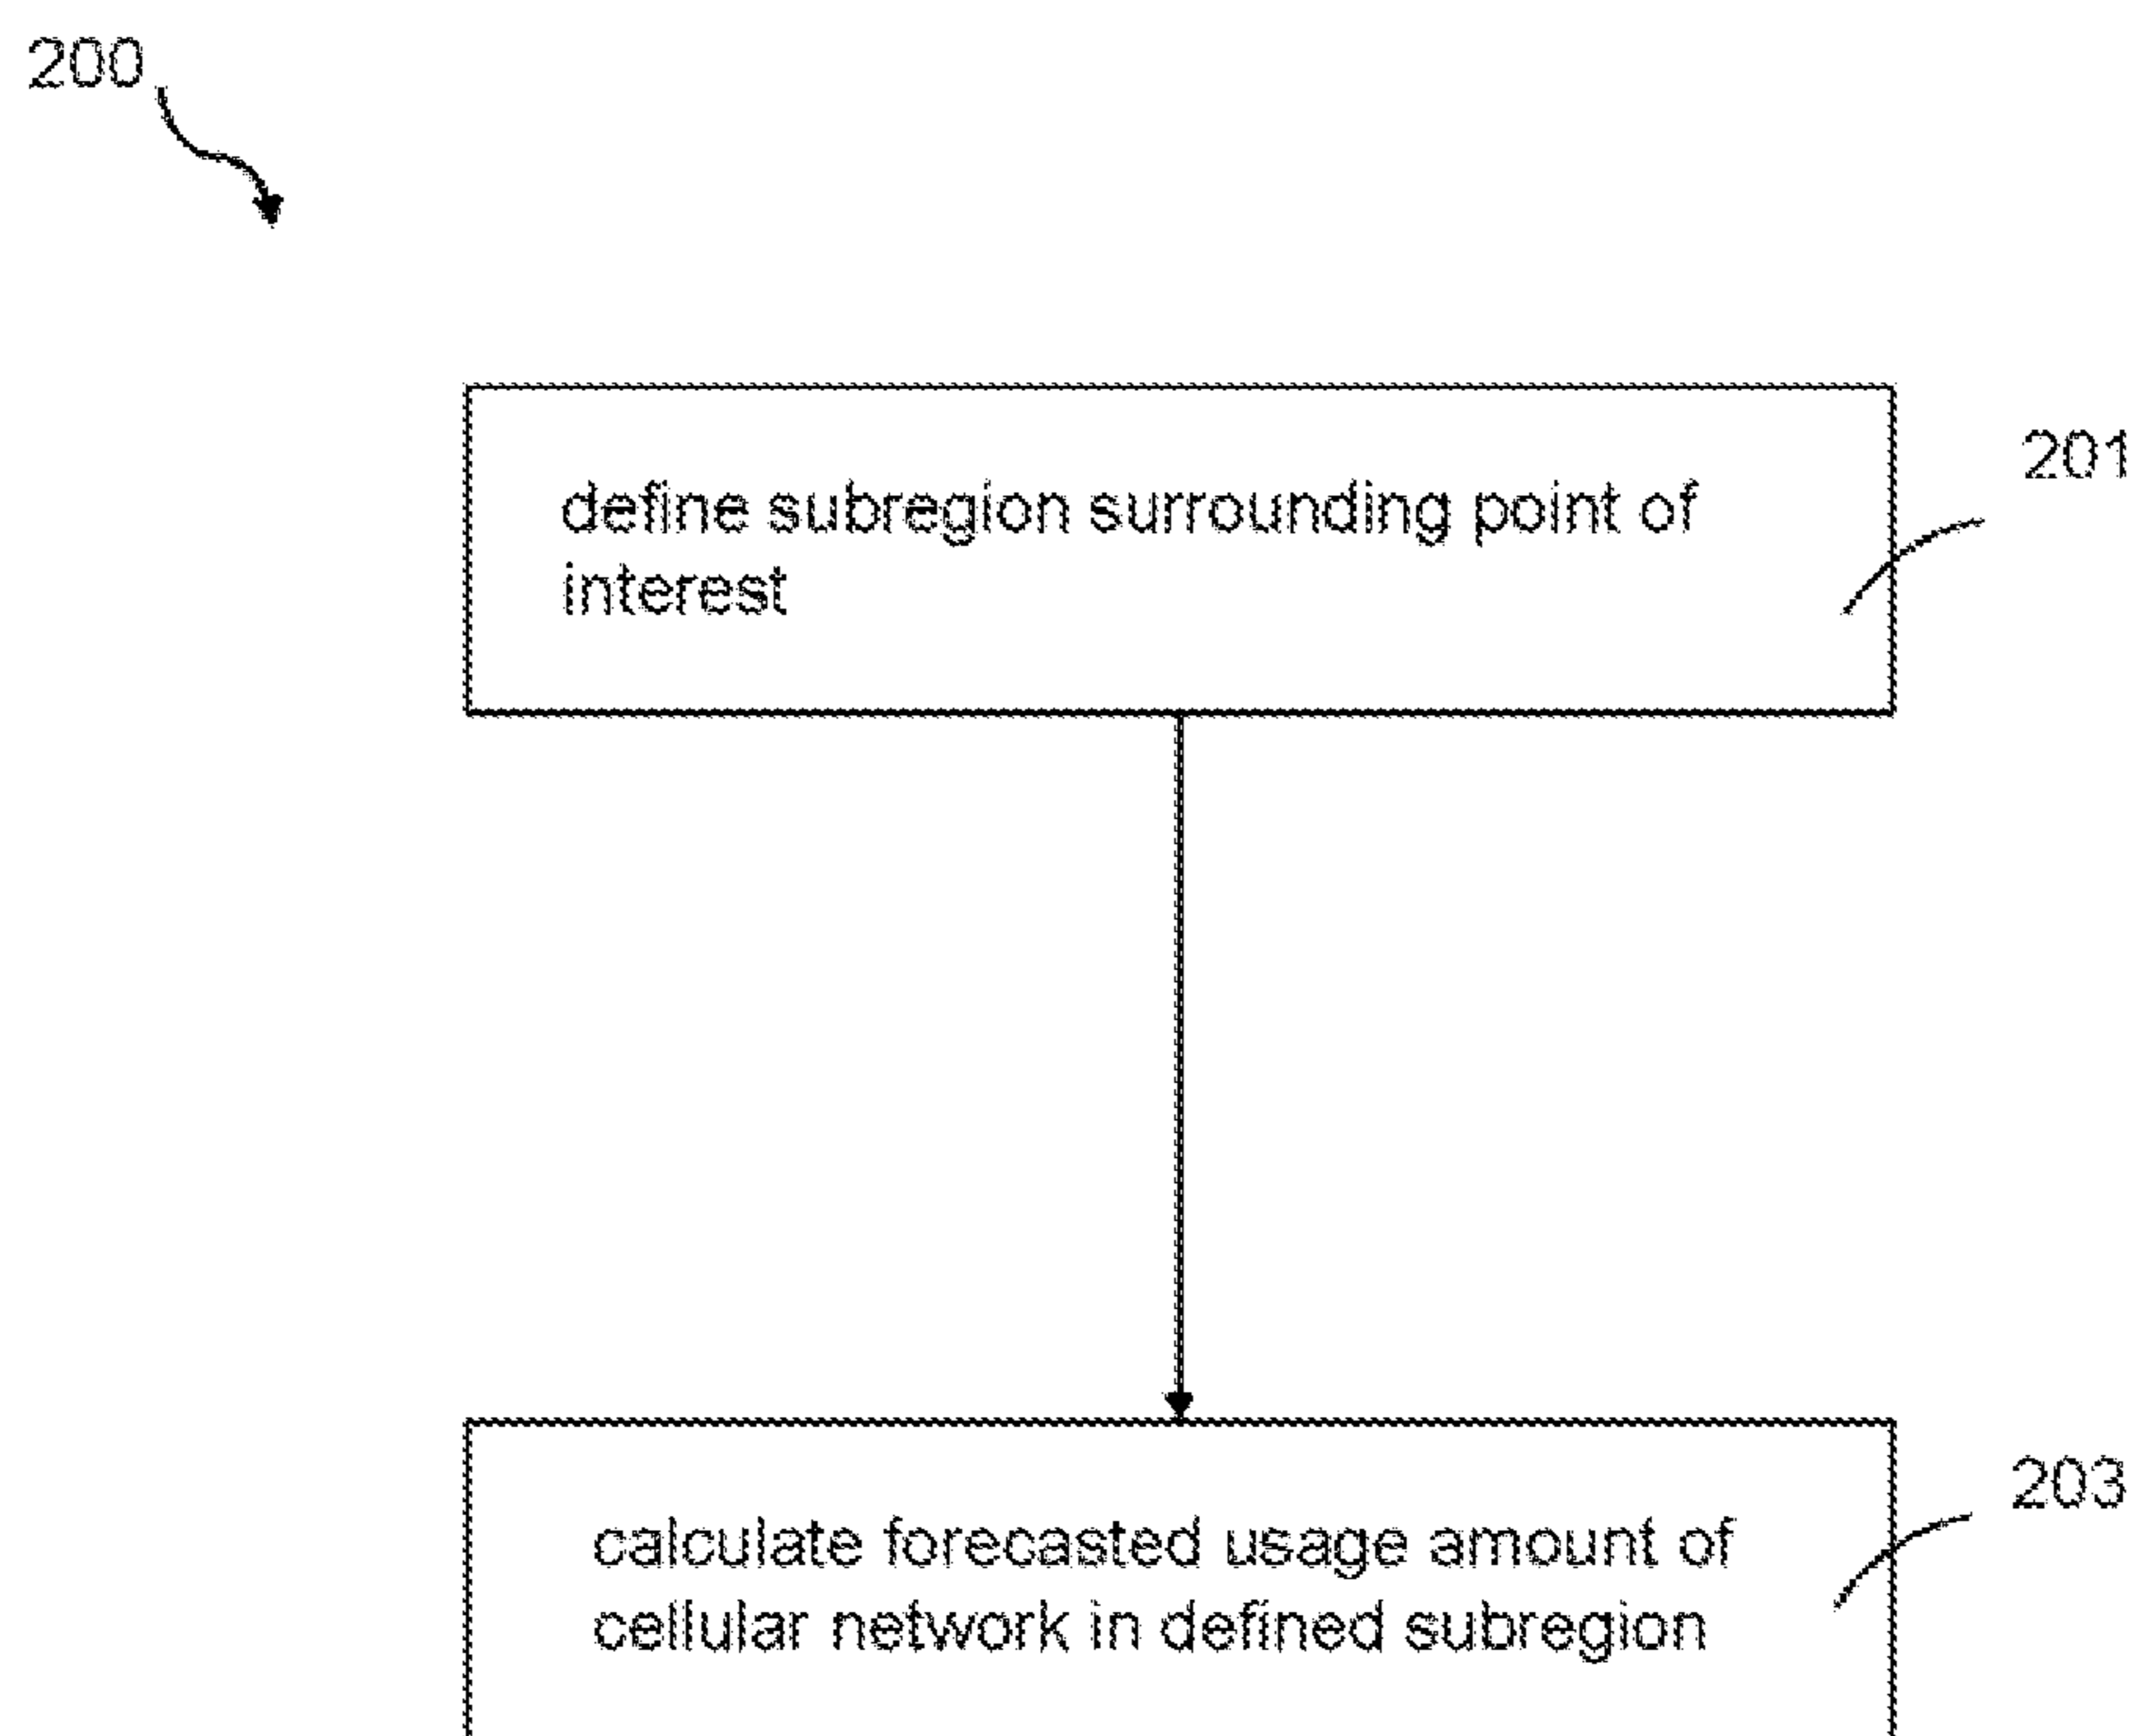 200
201
define subregion surrounding point of
interest
203
calculate forecasted usage amount of
cellular network in defined subregion